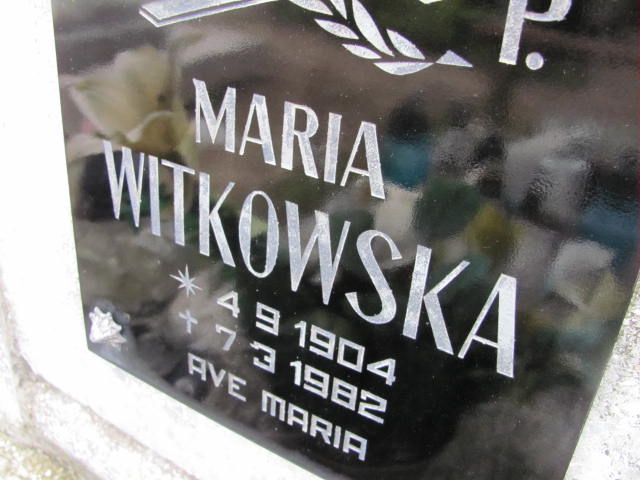 P.
MARIA
WITKOWSKA
* 4 9 1904
✝ 7 3 1982
AVE MARIA